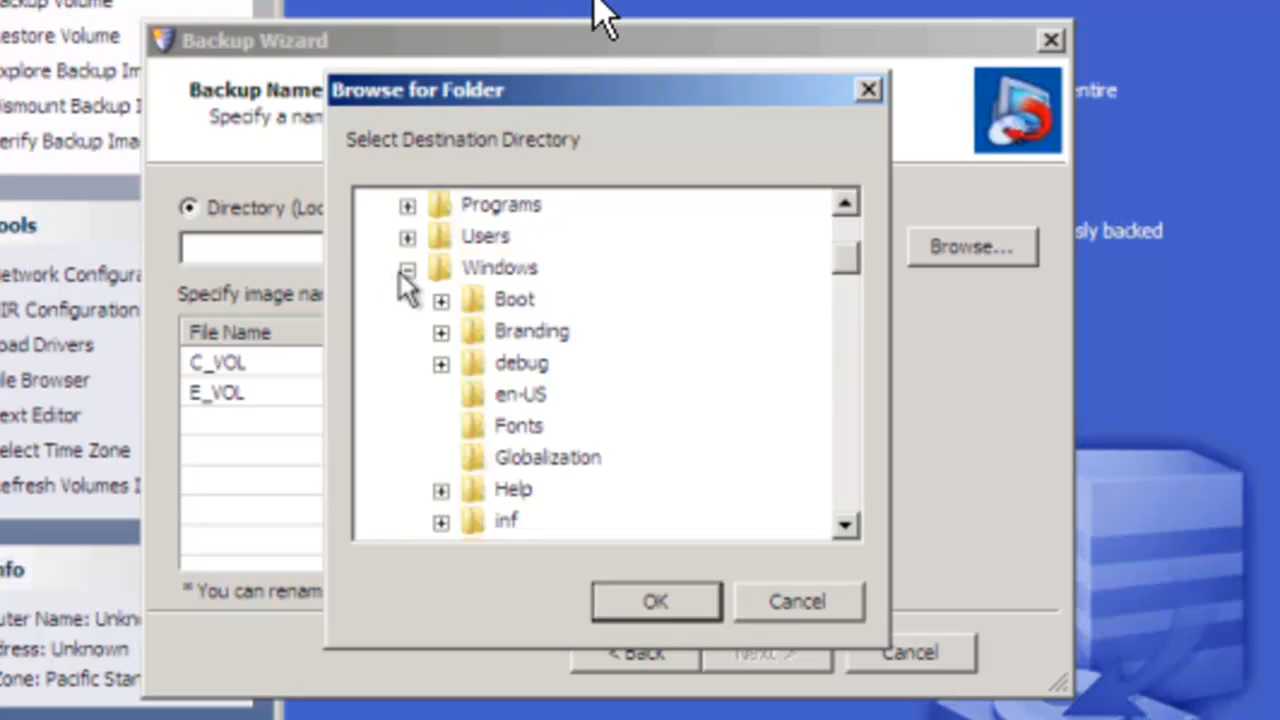 ackup Volume
estore Volume
xplore Backup Im
ismount Backup I
erify Backup Ima
ools
etwork Configura
IR Configuration
oad Drivers
ile Browser
ext Editor
elect Time Zone
efresh Volumes I
nfo
uter Name: Unkn
dress: Unknown
Zone: Pacific Stan
Backup Wizard
Backup Name
Specify a nam
Directory (Loc
Browse...
Specify image na
File Name
C_VOL
E_VOL
* You can renam
< Back
Next >
Cancel
Browse for Folder
Select Destination Directory
Programs
Users
Windows
Boot
Branding
debug
en-US
Fonts
Globalization
Help
inf
OK
Cancel
entire
sly backed